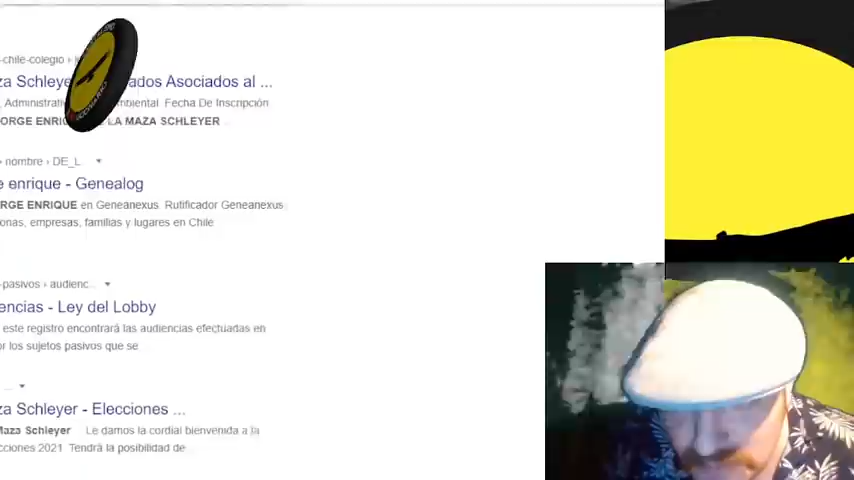 -chile-colegio ›
za Schleye ados Asociados al ...
, Administrati biental Fecha De Inscripción
ORGE ENRI LA MAZA SCHLEYER
› nombre › DE_L.
e enrique - Genealog
RGE ENRIQUE en Geneanexus Rutificador Geneanexus
onas, empresas, familias y lugares en Chile
-pasivos › audienc...
encias - Ley del Lobby
este registro encontrará las audiencias efectuadas en
or los sujetos pasivos que se
...
za Schleyer - Elecciones ...
Maza Schleyer Le damos la cordial bienvenida a la
cciones 2021 Tendrá la posibilidad de